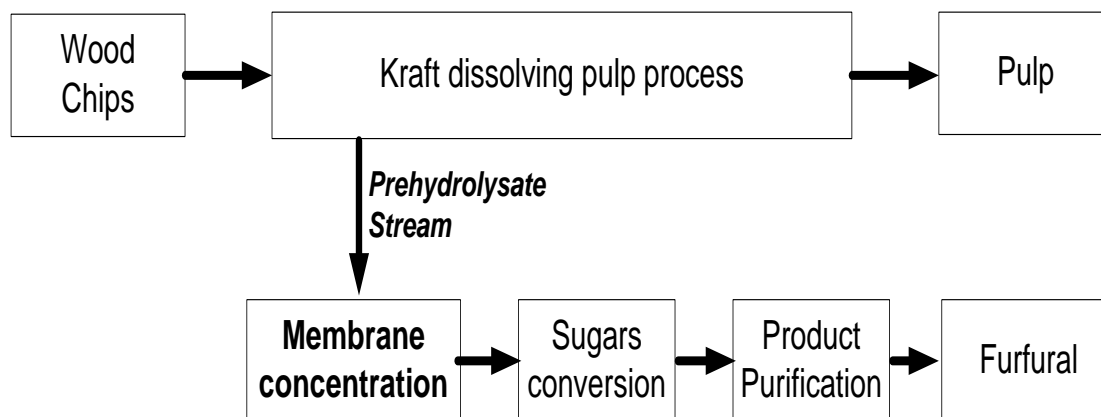 Wood
Chips
Kraft dissolving pulp process
Pulp
Prehydrolysate
Stream
Membrane
concentration
Sugars
conversion
Product
Purification
Furfural